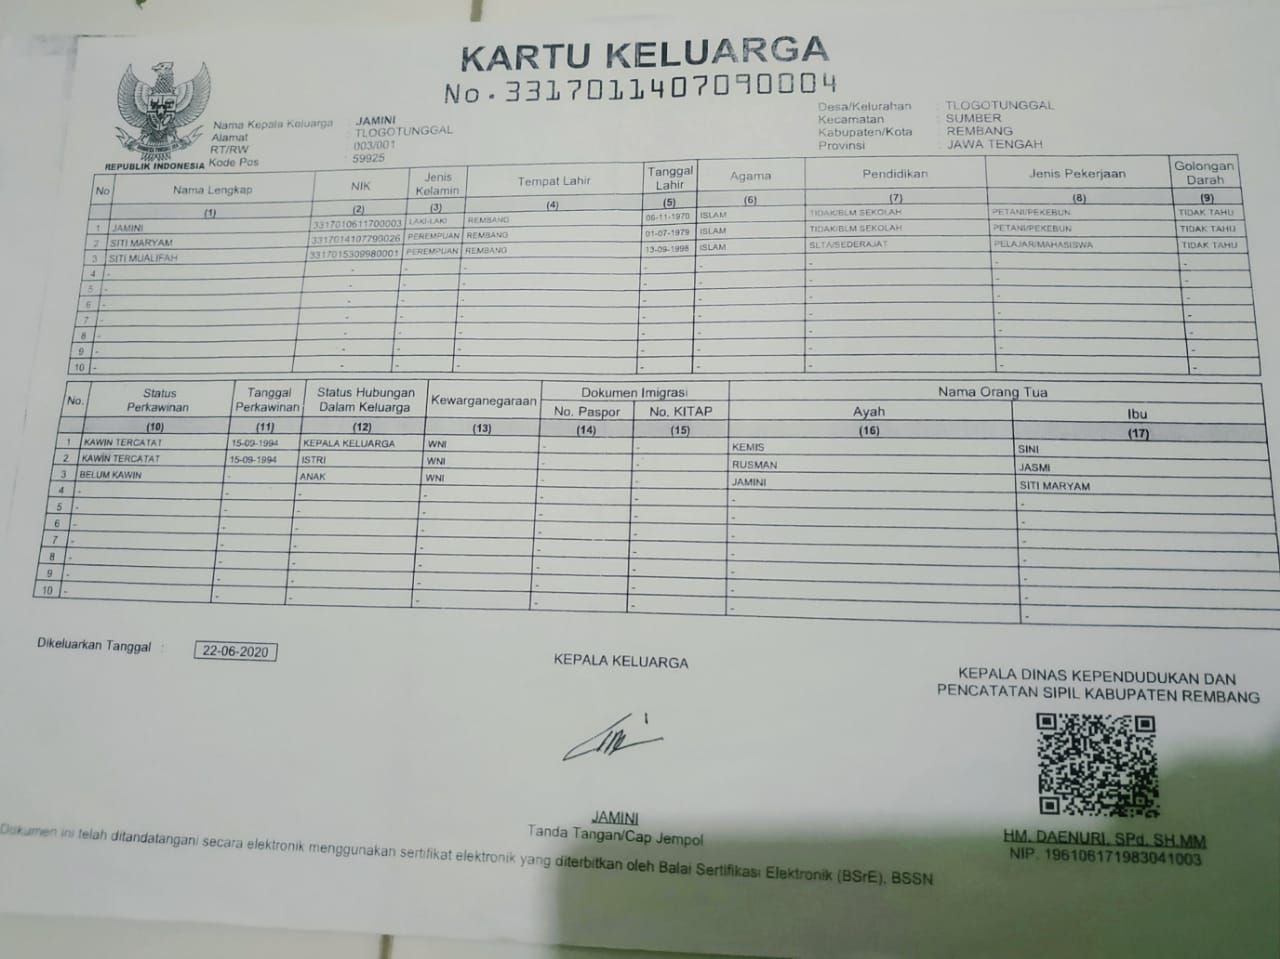 KARTU KELUARGA
No. 3317011407090004
Nama Kepala Keluarga : JAMINI
Alamat : TLOGOTUNGGAL
RT/RW : 003/001
Kode Pos : 59925
Desa/Kelurahan : TLOGOTUNGGAL
Kecamatan : SUMBER
Kabupaten/Kota : REMBANG
Provinsi : JAWA TENGAH
REPUBLIK INDONESIA
No Nama Lengkap NIK Jenis Kelamin Tempat Lahir Tanggal Lahir Agama Pendidikan Jenis Pekerjaan Golongan Darah
(1) (2) (3) (4) (5) (6) (7) (8) (9)
1 JAMINI 3317010611700003 LAKI-LAKI REMBANG 06-11-1970 ISLAM TIDAK/BLM SEKOLAH PETANI/PEKEBUN TIDAK TAHU
2 SITI MARYAM 3317014107790026 PEREMPUAN REMBANG 01-07-1979 ISLAM TIDAK/BLM SEKOLAH PETANI/PEKEBUN TIDAK TAHU
3 SITI MUALIFAH 3317015309980001 PEREMPUAN REMBANG 13-09-1998 ISLAM SLTA/SEDERAJAT PELAJAR/MAHASISWA TIDAK TAHU
4 - - - - - - - - -
5 - - - - - - - - -
6 - - - - - - - - -
7 - - - - - - - - -
8 - - - - - - - - -
9 - - - - - - - - -
10 - - - - - - - - -
No. Status Perkawinan Tanggal Perkawinan Status Hubungan Dalam Keluarga Kewarganegaraan Dokumen Imigrasi Nama Orang Tua
No. Paspor No. KITAP Ayah Ibu
(10) (11) (12) (13) (14) (15) (16) (17)
1 KAWIN TERCATAT 15-09-1994 KEPALA KELUARGA WNI - - KEMIS SINI
2 KAWIN TERCATAT 15-09-1994 ISTRI WNI - - RUSMAN JASMI
3 BELUM KAWIN - ANAK WNI - - JAMINI SITI MARYAM
4 - - - - - - - -
5 - - - - - - - -
6 - - - - - - - -
7 - - - - - - - -
8 - - - - - - - -
9 - - - - - - - -
10 - - - - - - - -
Dikeluarkan Tanggal : 22-06-2020
KEPALA KELUARGA
JAMINI
Tanda Tangan/Cap Jempol
KEPALA DINAS KEPENDUDUKAN DAN
PENCATATAN SIPIL KABUPATEN REMBANG
HM. DAENURI, SPd, SH.MM
NIP. 196106171983041003
Dokumen ini telah ditandatangani secara elektronik menggunakan sertifikat elektronik yang diterbitkan oleh Balai Sertifikasi Elektronik (BSrE), BSSN